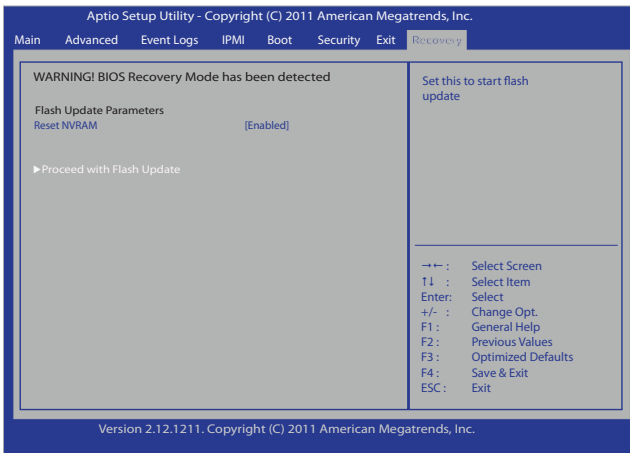 Aptio Setup Utility - Copyright (C) 2011 American Megatrends, Inc.
Main Advanced Event Logs IPMI Boot Security Exit Recovery
WARNING! BIOS Recovery Mode has been detected
Flash Update Parameters
Reset NVRAM [Enabled]
►Proceed with Flash Update
Set this to start flash
update
→← : Select Screen
↑↓ : Select Item
Enter: Select
+/- : Change Opt.
F1 : General Help
F2 : Previous Values
F3 : Optimized Defaults
F4 : Save & Exit
ESC : Exit
Version 2.12.1211. Copyright (C) 2011 American Megatrends, Inc.